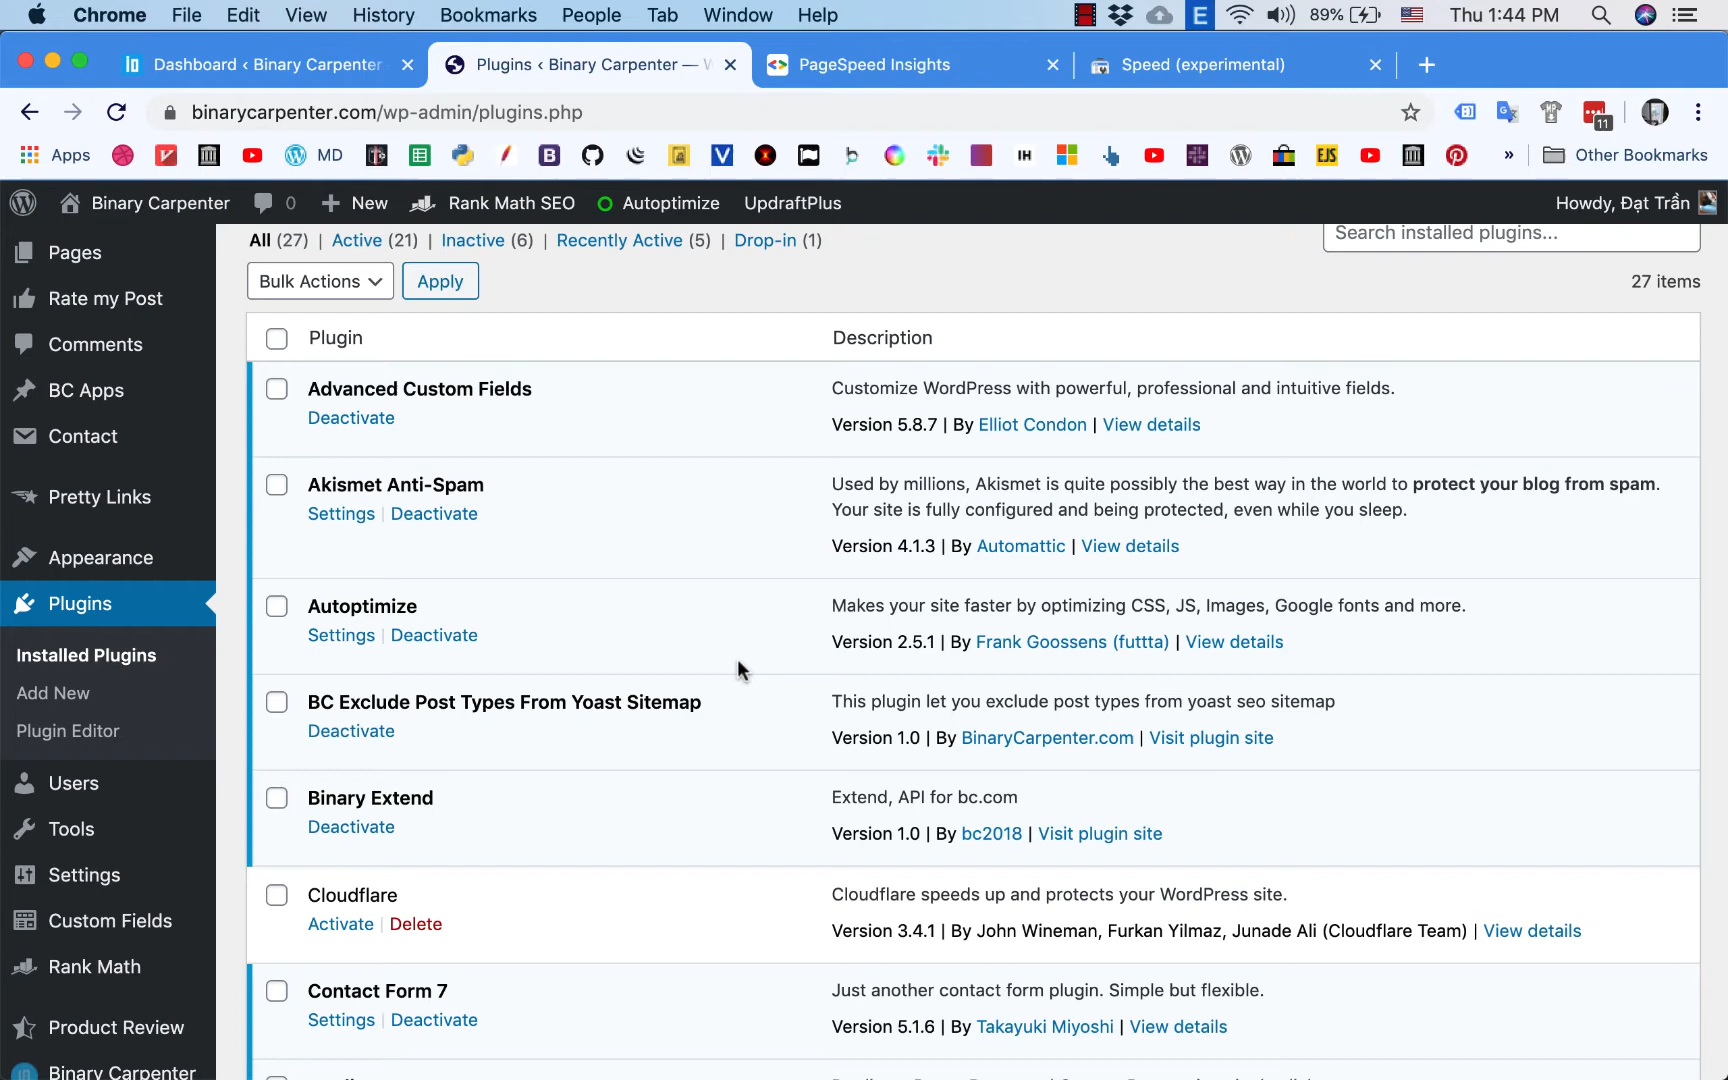 Chrome File Edit View History Bookmarks People Tab Window Help 89% Thu 1:44 PM
Dashboard ‹ Binary Carpenter Plugins ‹ Binary Carpenter — PageSpeed Insights Speed (experimental)
binarycarpenter.com/wp-admin/plugins.php 11
Apps MD IH EJS » Other Bookmarks
Binary Carpenter 0 New Rank Math SEO Autoptimize UpdraftPlus Howdy, Đạt Trần
Pages
Rate my Post
Comments
BC Apps
Contact
Pretty Links
Appearance
Plugins
Installed Plugins
Add New
Plugin Editor
Users
Tools
Settings
Custom Fields
Rank Math
Product Review
Binary Carpenter
All (27) | Active (21) | Inactive (6) | Recently Active (5) | Drop-in (1)
Search installed plugins...
Bulk Actions Apply 27 items
Plugin Description
Advanced Custom Fields
Deactivate
Customize WordPress with powerful, professional and intuitive fields.
Version 5.8.7 | By Elliot Condon | View details
Akismet Anti-Spam
Settings | Deactivate
Used by millions, Akismet is quite possibly the best way in the world to protect your blog from spam.
Your site is fully configured and being protected, even while you sleep.
Version 4.1.3 | By Automattic | View details
Autoptimize
Settings | Deactivate
Makes your site faster by optimizing CSS, JS, Images, Google fonts and more.
Version 2.5.1 | By Frank Goossens (futtta) | View details
BC Exclude Post Types From Yoast Sitemap
Deactivate
This plugin let you exclude post types from yoast seo sitemap
Version 1.0 | By BinaryCarpenter.com | Visit plugin site
Binary Extend
Deactivate
Extend, API for bc.com
Version 1.0 | By bc2018 | Visit plugin site
Cloudflare
Activate | Delete
Cloudflare speeds up and protects your WordPress site.
Version 3.4.1 | By John Wineman, Furkan Yilmaz, Junade Ali (Cloudflare Team) | View details
Contact Form 7
Settings | Deactivate
Just another contact form plugin. Simple but flexible.
Version 5.1.6 | By Takayuki Miyoshi | View details